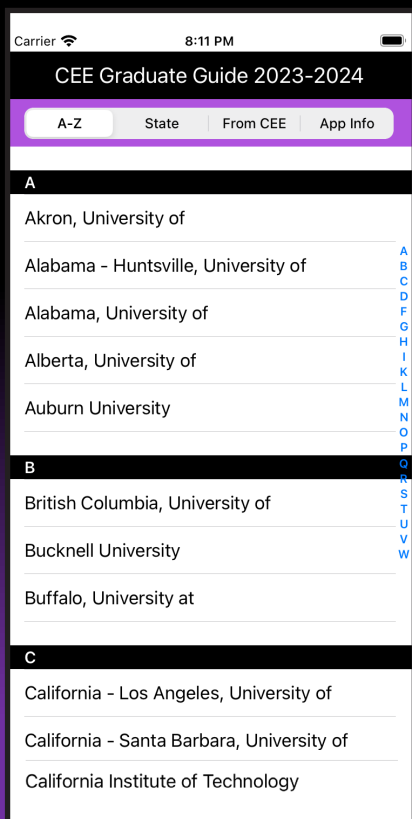 Carrier 8:11 PM
CEE Graduate Guide 2023-2024
A-Z State From CEE App Info
A
Akron, University of
Alabama - Huntsville, University of
Alabama, University of
Alberta, University of
Auburn University
B
British Columbia, University of
Bucknell University
Buffalo, University at
C
California - Los Angeles, University of
California - Santa Barbara, University of
California Institute of Technology
A
B
C
D
F
G
H
I
K
L
M
N
O
P
Q
R
S
T
U
V
W